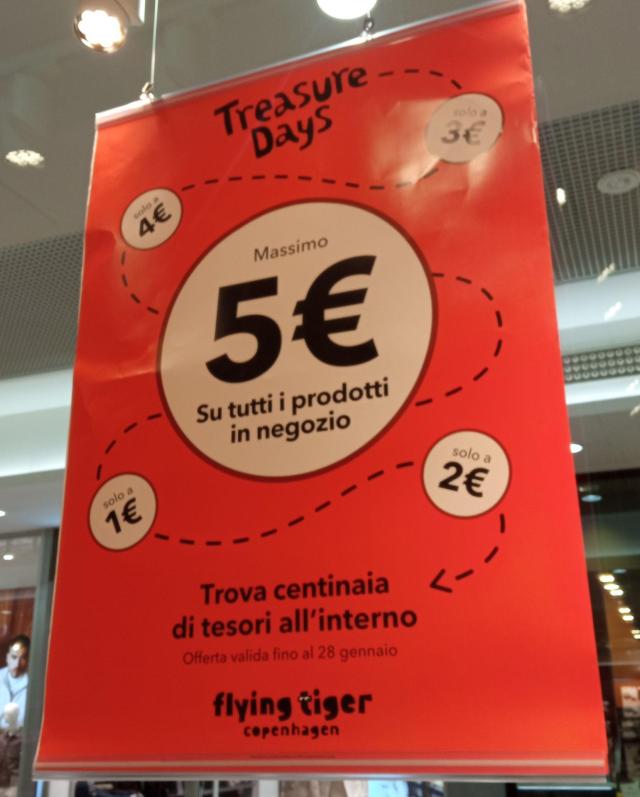 Treasure
Days
solo a
3€
solo a
4€
Massimo
5€
Su tutti i prodotti
in negozio
solo a
2€
solo a
1€
Trova centinaia
di tesori all'interno
Offerta valida fino al 28 gennaio
flying tiger
copenhagen